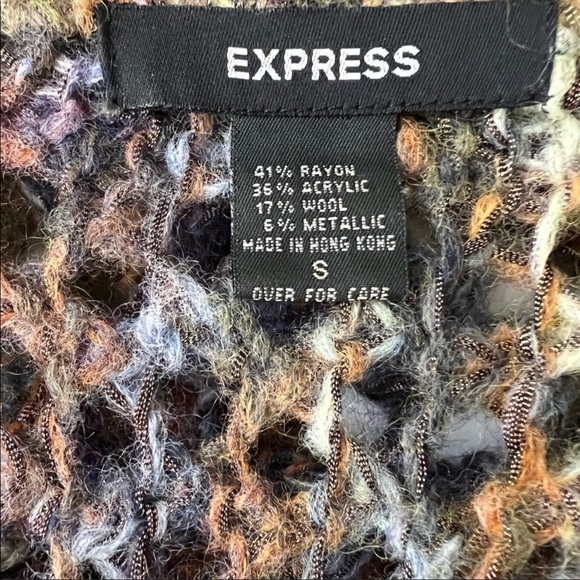 EXPRESS
41% RAYON
36% ACRYLIC
17% WOOL
6% METALLIC
MADE IN HONG KONG
S
OVER FOR CARE